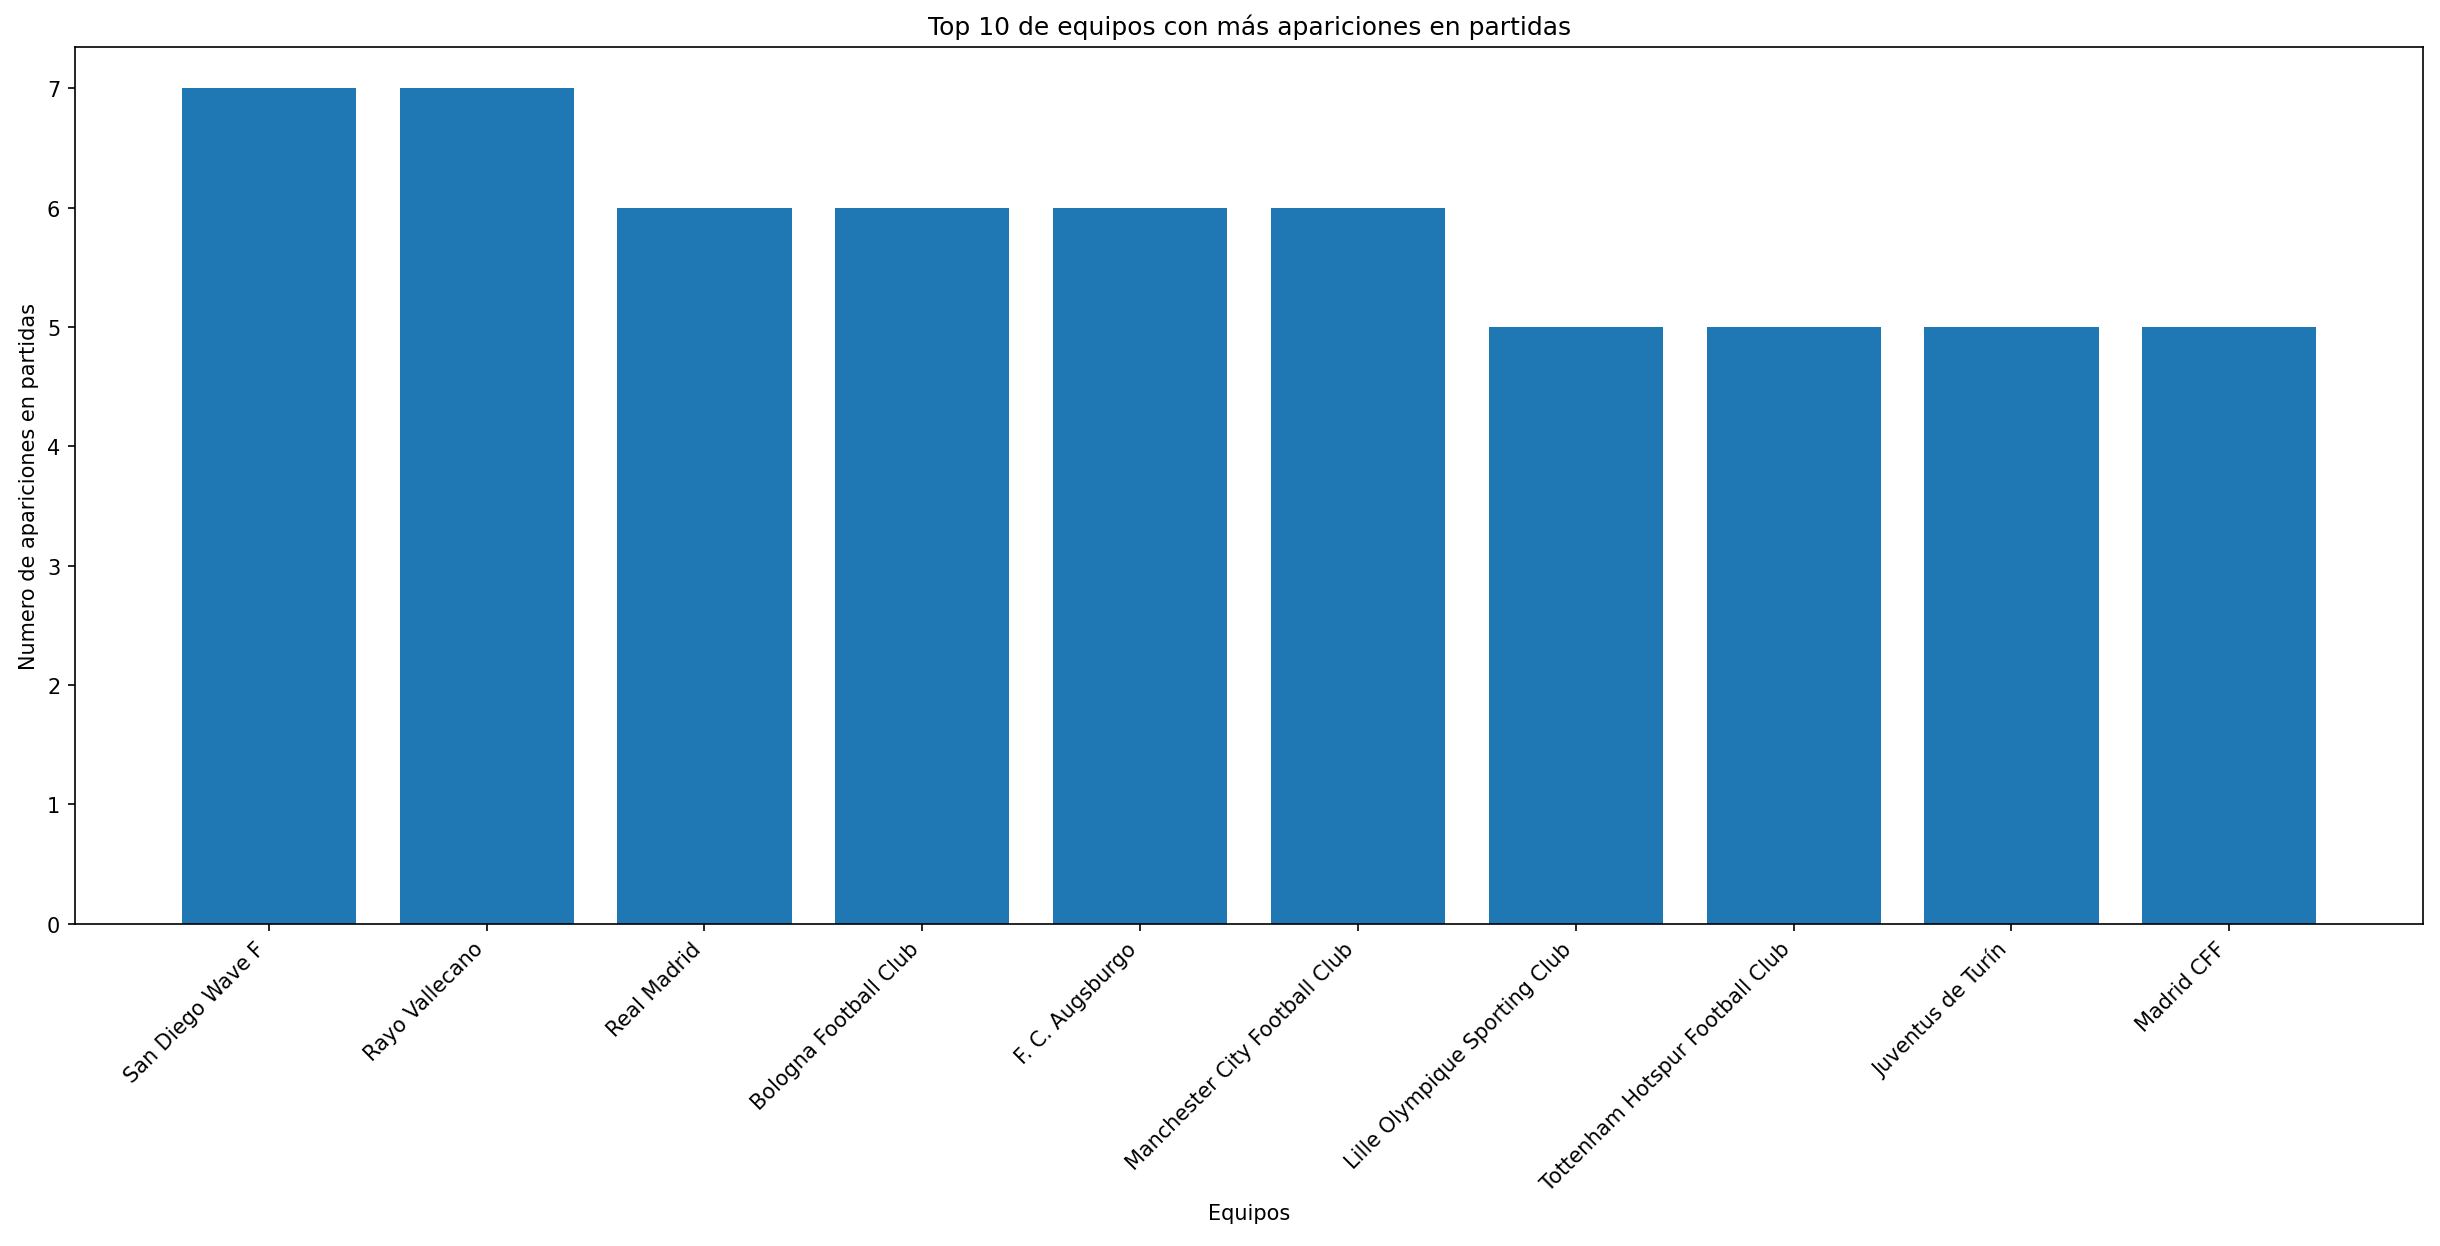 Top 10 de equipos con más apariciones en partidas
Numero de apariciones en partidas
7
6
5
4
3
2
1
0
San Diego Wave F
Rayo Vallecano
Real Madrid
Bologna Football Club
F. C. Augsburgo
Manchester City Football Club
Lille Olympique Sporting Club
Tottenham Hotspur Football Club
Juventus de Turín
Madrid CFF
Equipos